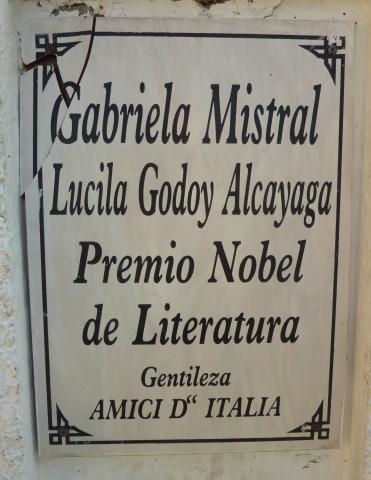 Gabriela Mistral
Lucila Godoy Alcayaga
Premio Nobel
de Literatura
Gentileza
AMICI D“ ITALIA